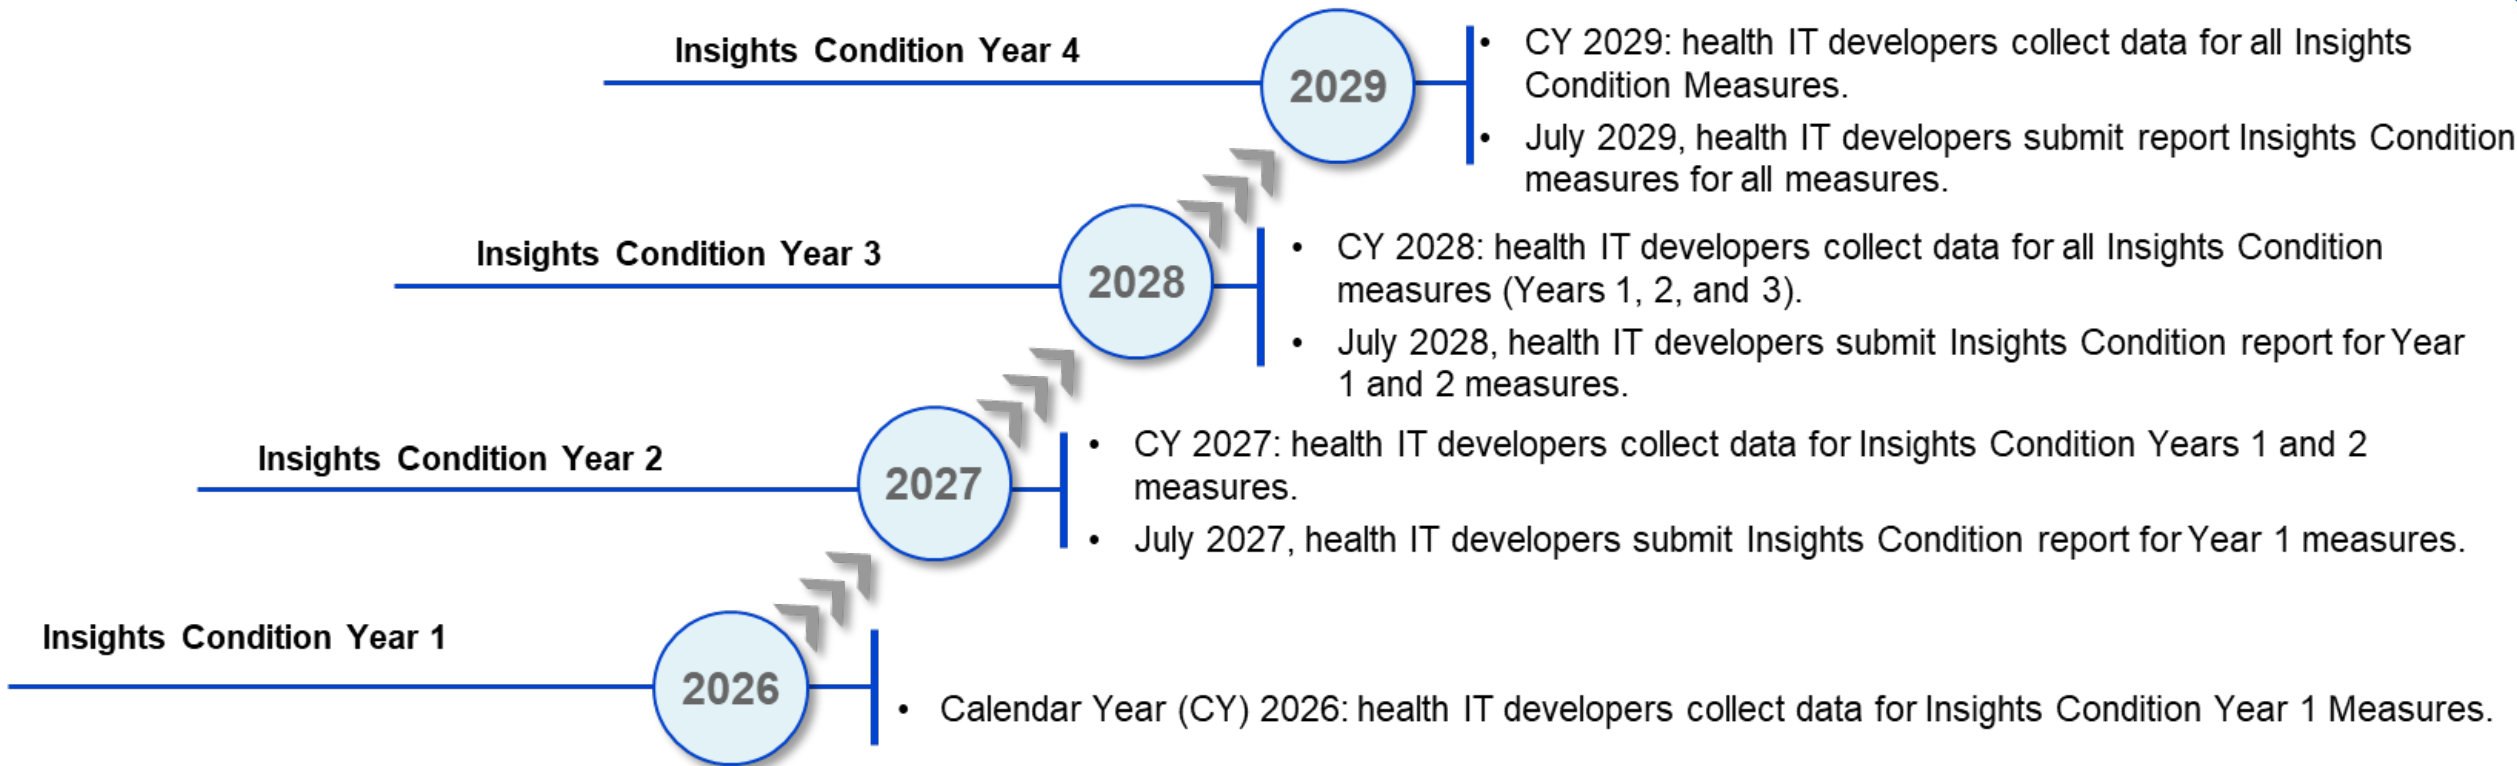 Insights Condition Year 4
2029
• CY 2029: health IT developers collect data for all Insights
Condition Measures.
• July 2029, health IT developers submit report Insights Condition
measures for all measures.
Insights Condition Year 3
2028
• CY 2028: health IT developers collect data for all Insights Condition
measures (Years 1, 2, and 3).
• July 2028, health IT developers submit Insights Condition report for Year
1 and 2 measures.
Insights Condition Year 2
2027
• CY 2027: health IT developers collect data for Insights Condition Years 1 and 2
measures.
• July 2027, health IT developers submit Insights Condition report for Year 1 measures.
Insights Condition Year 1
2026
• Calendar Year (CY) 2026: health IT developers collect data for Insights Condition Year 1 Measures.